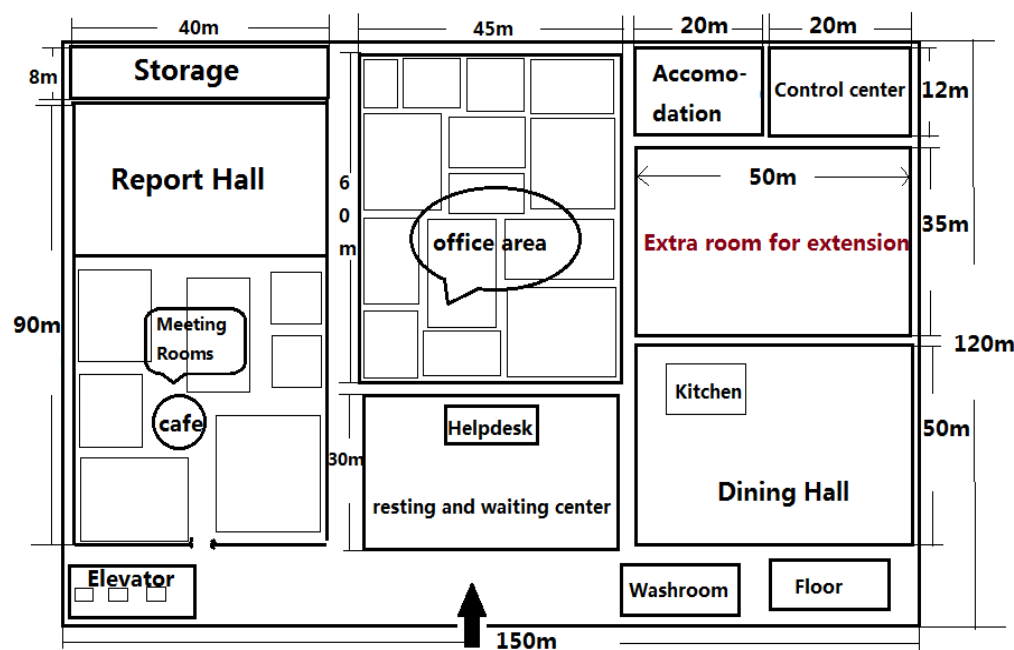 40m
45m
20m
20m
8m
Storage
Accomo-
dation
Control center
12m
Report Hall
6
0
m
50m
35m
office area
Extra room for extension
90m
Meeting
Rooms
120m
cafe
Kitchen
Helpdesk
50m
30m
resting and waiting center
Dining Hall
Elevator
Washroom
Floor
150m